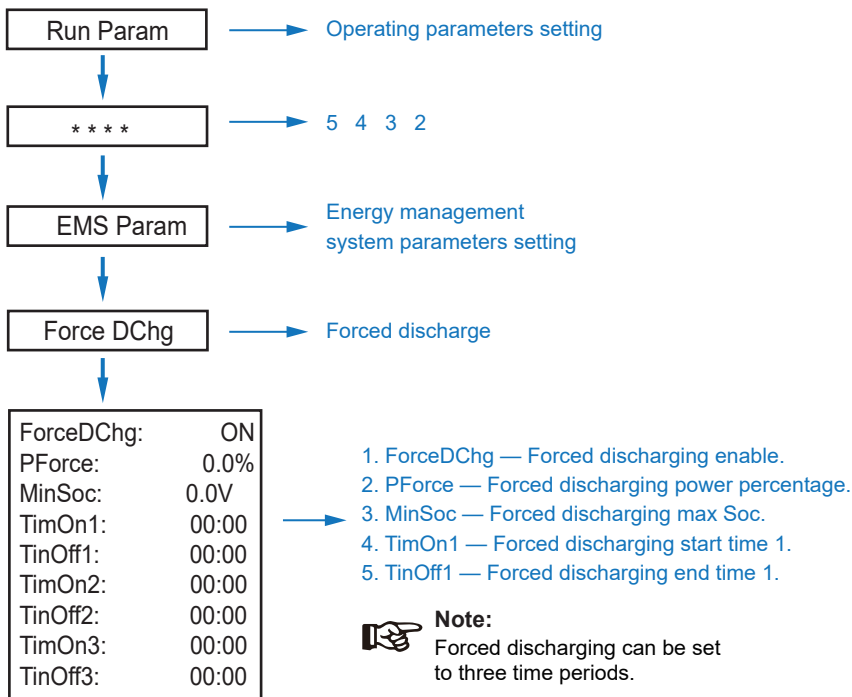 Run Param
Operating parameters setting
* * * *
5 4 3 2
EMS Param
Energy management
system parameters setting
Force DChg
Forced discharge
ForceDChg: ON
PForce: 0.0%
MinSoc: 0.0V
TimOn1: 00:00
TinOff1: 00:00
TimOn2: 00:00
TinOff2: 00:00
TimOn3: 00:00
TinOff3: 00:00
1. ForceDChg — Forced discharging enable.
2. PForce — Forced discharging power percentage.
3. MinSoc — Forced discharging max Soc.
4. TimOn1 — Forced discharging start time 1.
5. TinOff1 — Forced discharging end time 1.
Note:
Forced discharging can be set
to three time periods.